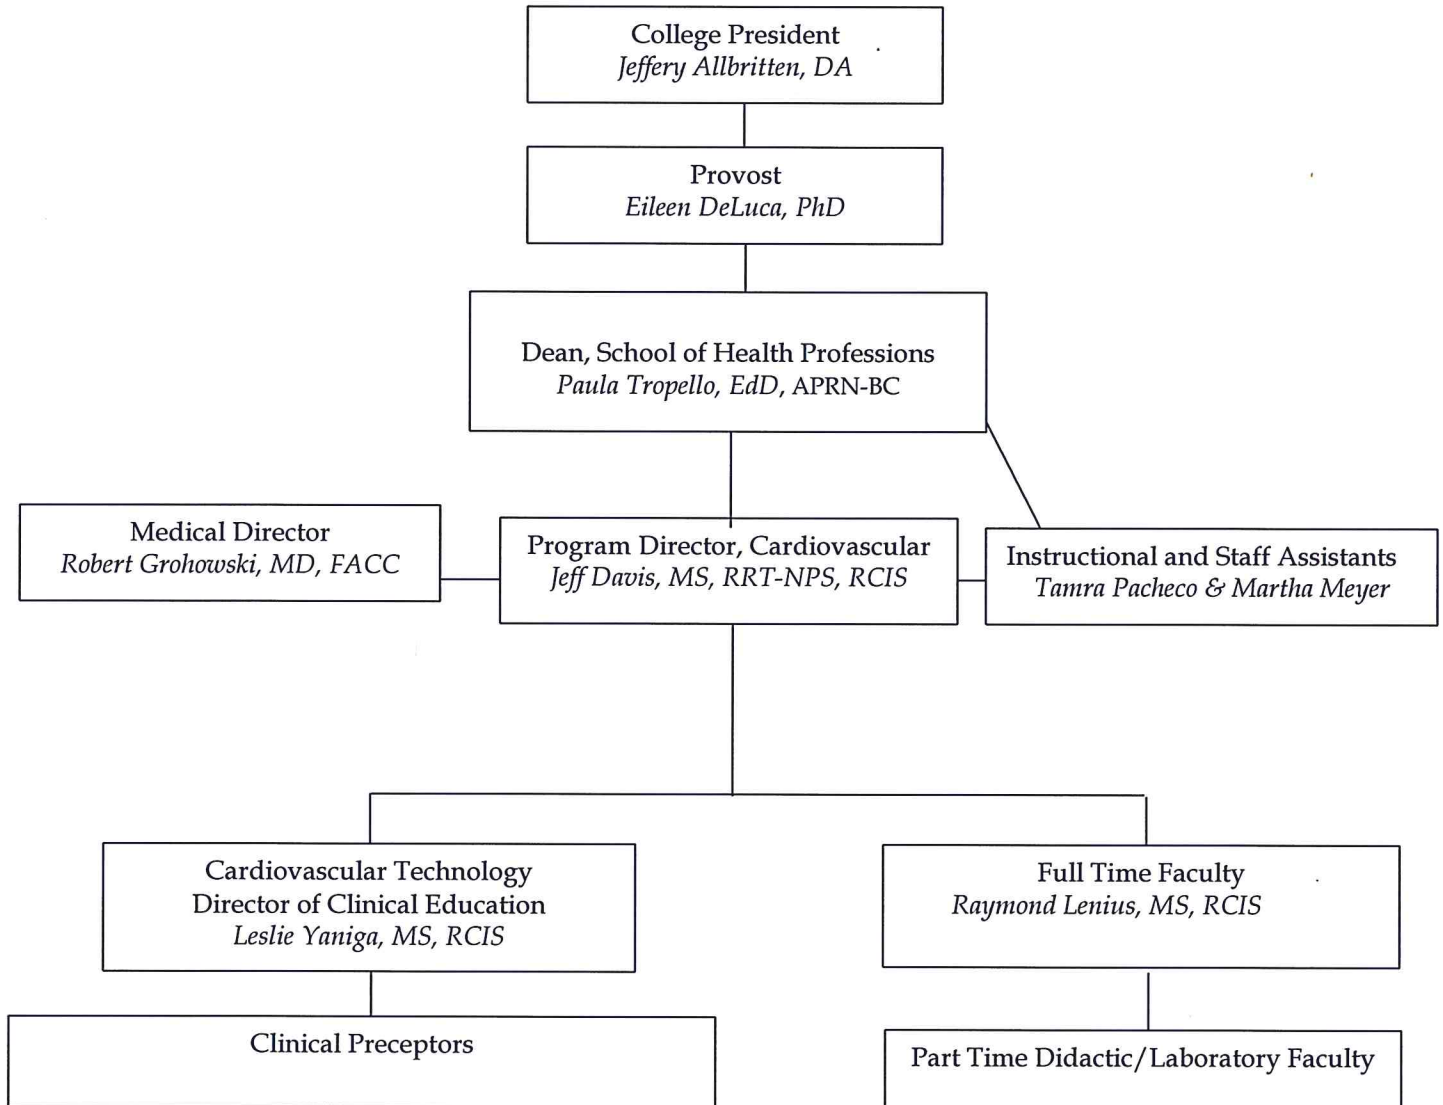 College President
Jeffery Allbritten, DA
Provost
Eileen DeLuca, PhD
Dean, School of Health Professions
Paula Tropello, EdD, APRN-BC
Medical Director
Robert Grohowski, MD, FACC
Program Director, Cardiovascular
Jeff Davis, MS, RRT-NPS, RCIS
Instructional and Staff Assistants
Tamra Pacheco & Martha Meyer
Cardiovascular Technology
Director of Clinical Education
Leslie Yaniga, MS, RCIS
Full Time Faculty
Raymond Lenius, MS, RCIS
Clinical Preceptors
Part Time Didactic/Laboratory Faculty